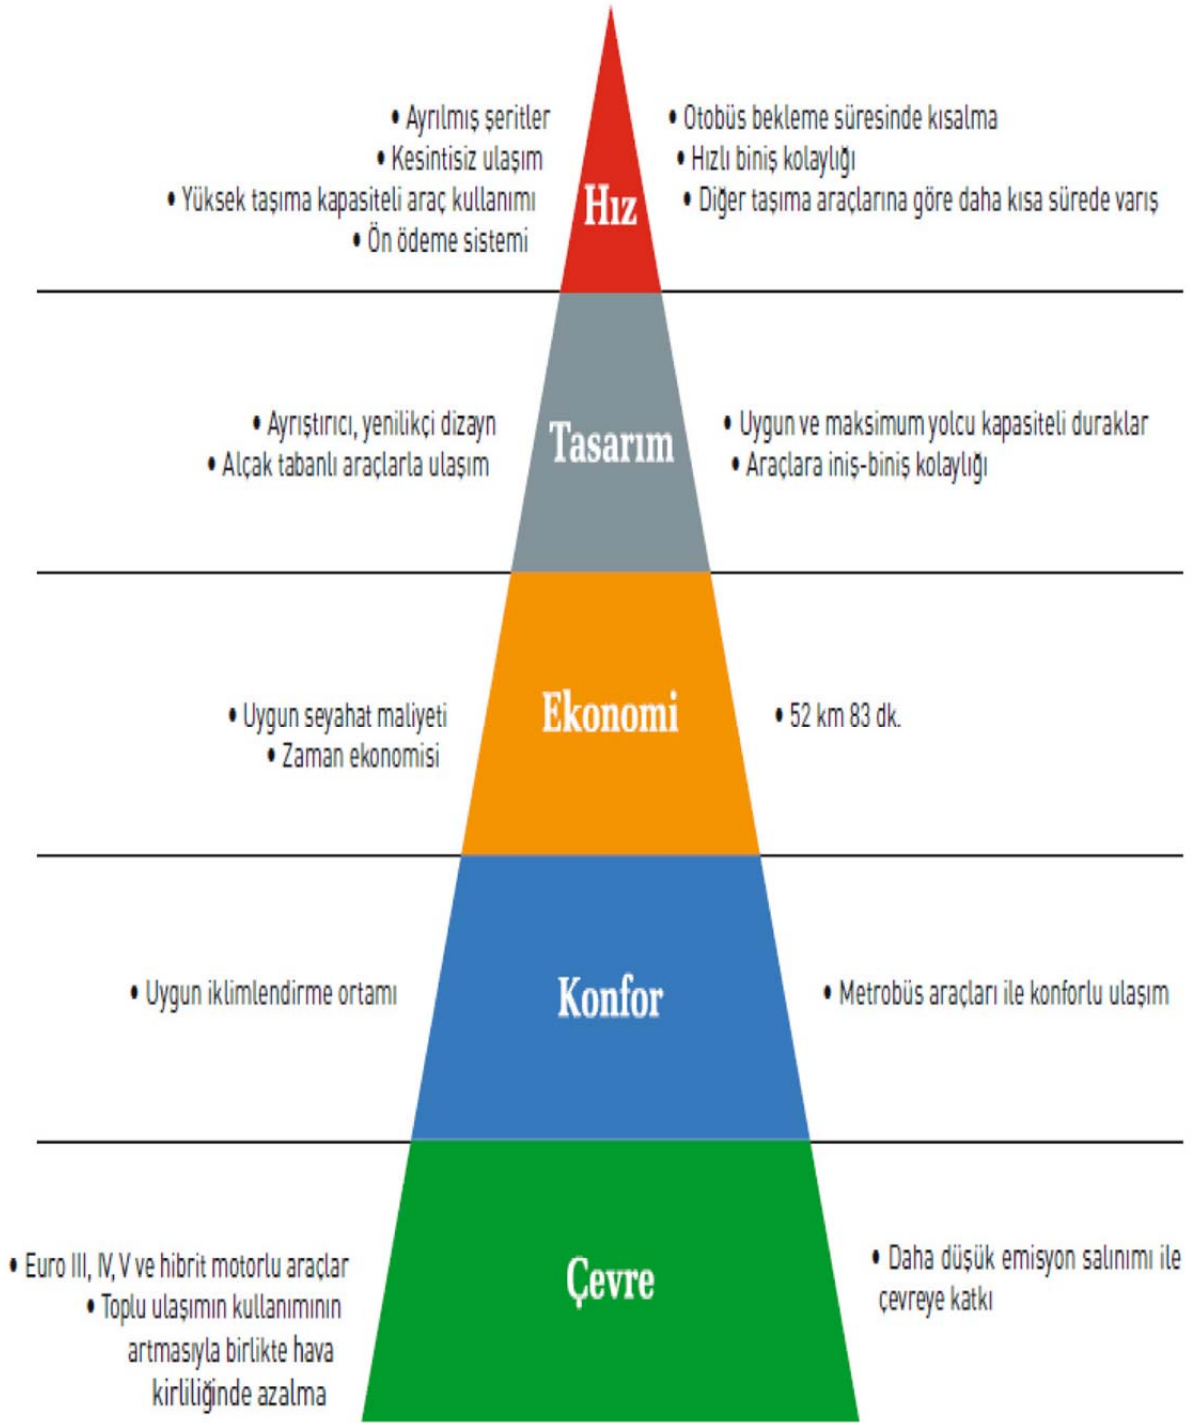 • Ayrılmış şeritler
• Kesintisiz ulaşım
• Yüksek taşıma kapasiteli araç kullanımı
• Ön ödeme sistemi
Hız
• Otobüs bekleme süresinde kısalma
• Hızlı biniş kolaylığı
• Diğer taşıma araçlarına göre daha kısa sürede varış
• Ayrıştırıcı, yenilikçi dizayn
• Alçak tabanlı araçlarla ulaşım
Tasarım
• Uygun ve maksimum yolcu kapasiteli duraklar
• Araçlara iniş-biniş kolaylığı
• Uygun seyahat maliyeti
• Zaman ekonomisi
Ekonomi
• 52 km 83 dk.
• Uygun iklimlendirme ortamı
Konfor
• Metrobüs araçları ile konforlu ulaşım
• Euro III, IV, V ve hibrit motorlu araçlar
• Toplu ulaşımın kullanımının
artmasıyla birlikte hava
kirliliğinde azalma
Çevre
• Daha düşük emisyon salınımı ile
çevreye katkı